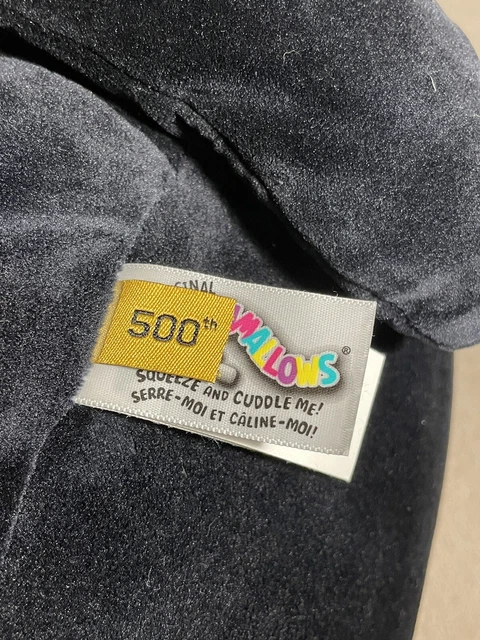 500th
MALLOWS®
SQUEEZE AND CUDDLE ME!
SERRE-MOI ET CÂLINE-MOI!